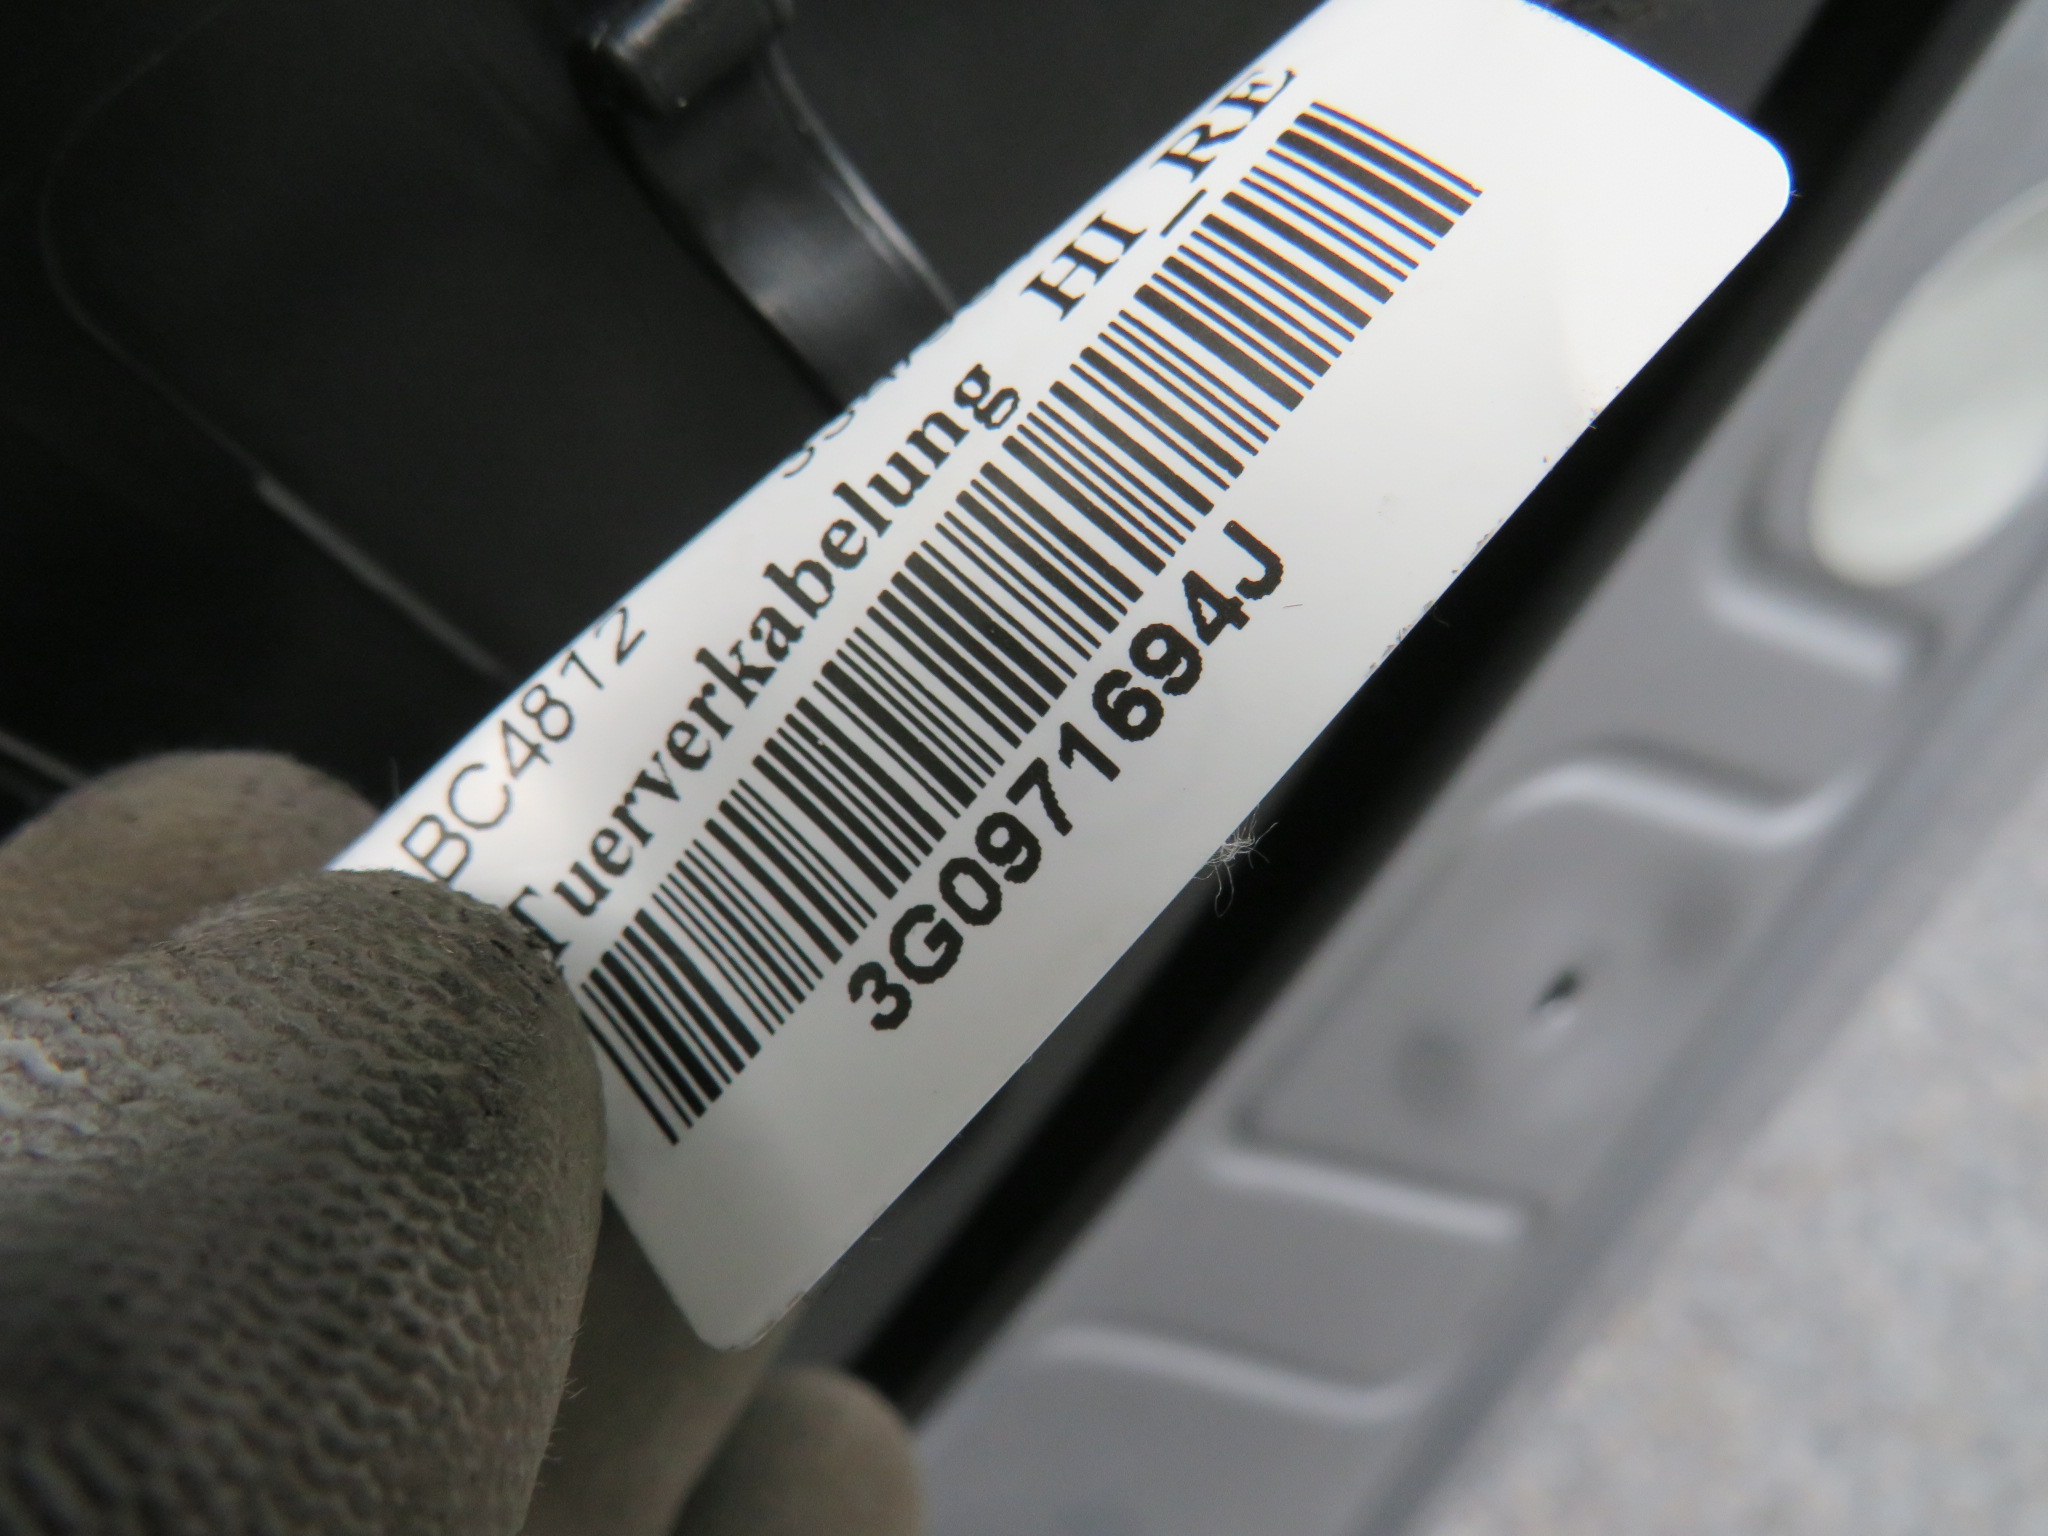 BC4812
Tuerverkabelung HI_RE
3G0971694J